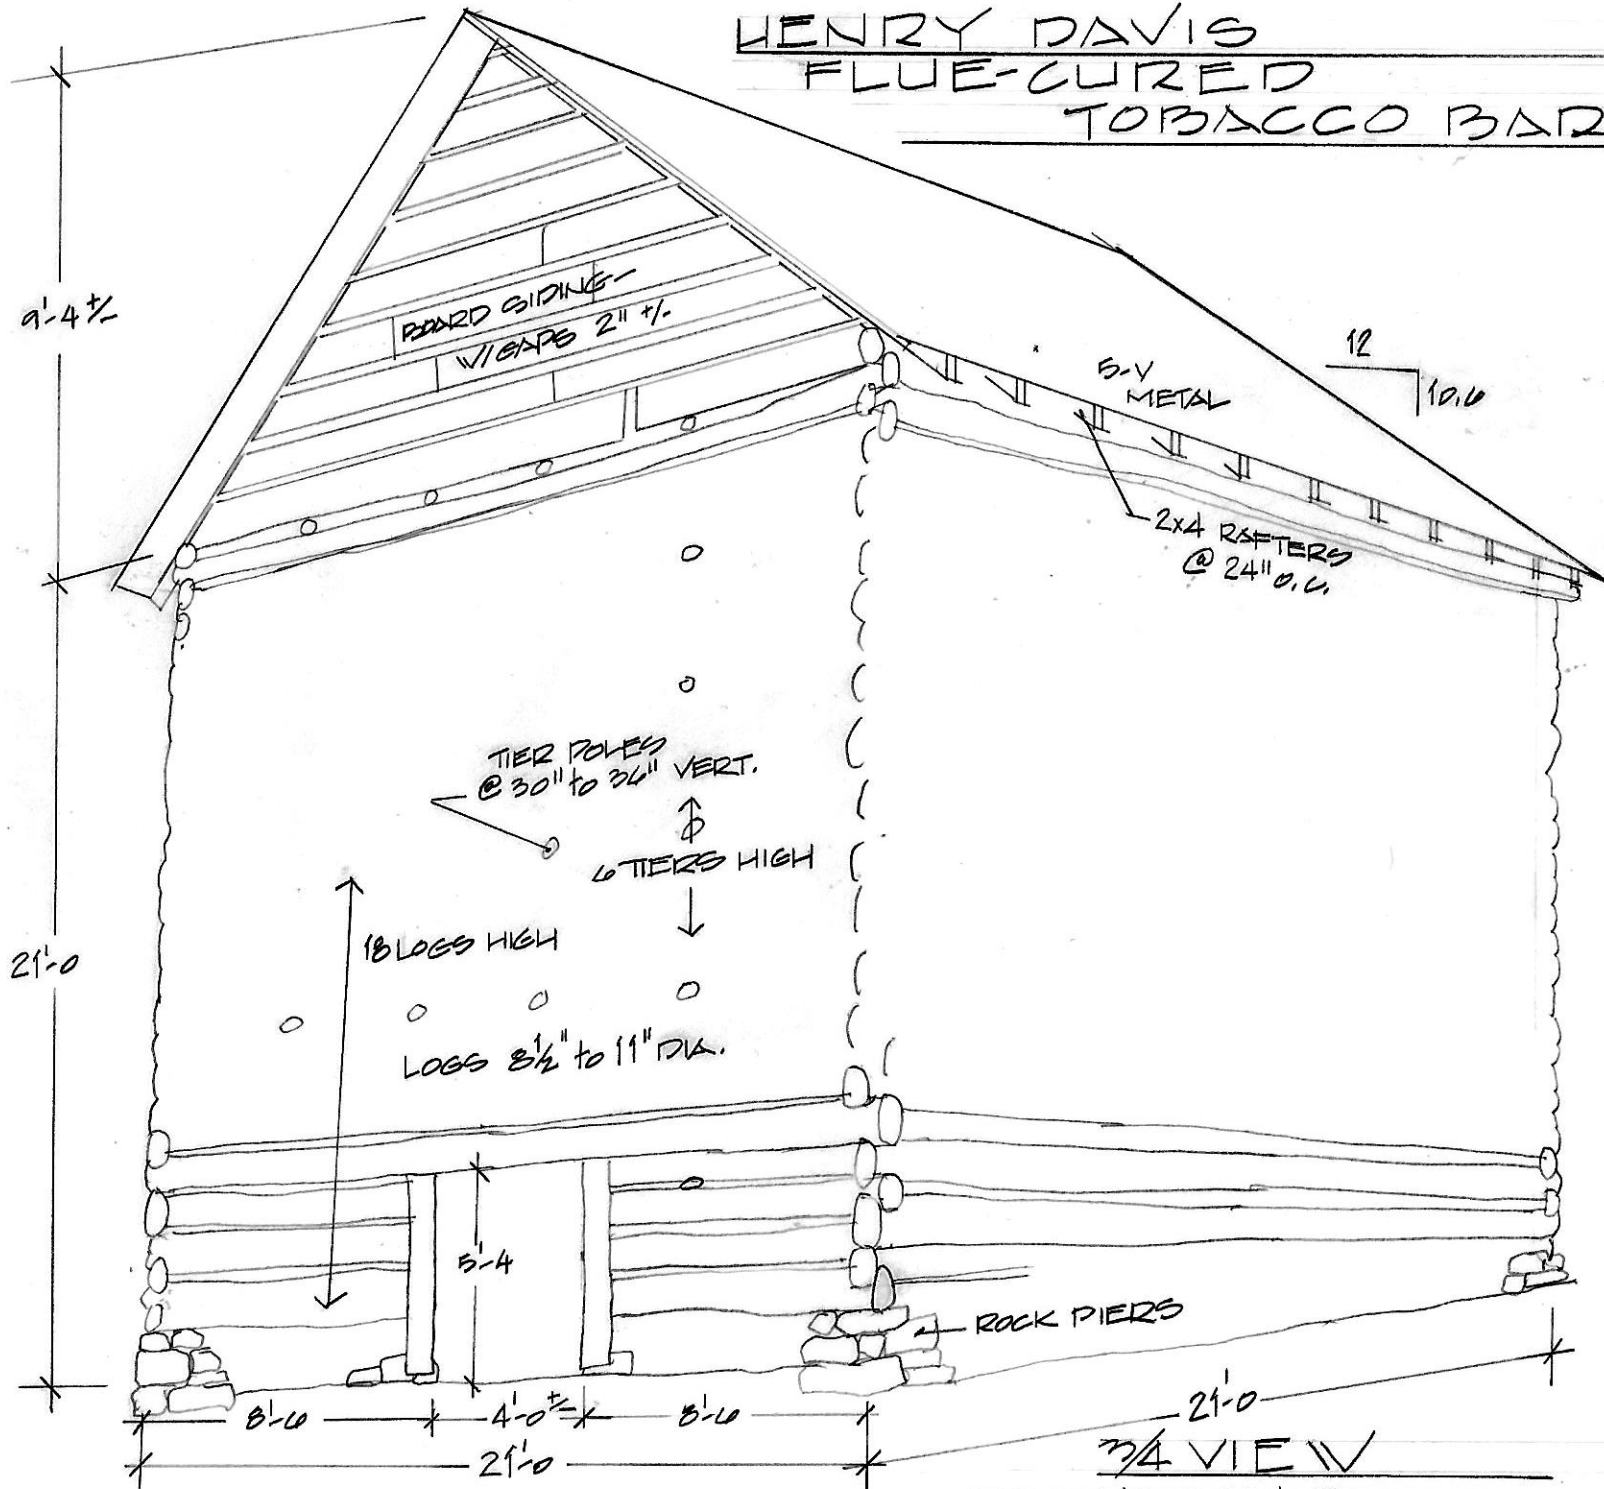 HENRY DAVIS
FLUE-CURED
TOBACCO BAR
9'-4 +/-
BOARD SIDING-
W/GAPS 2" +/-
12
10.6
5-V
METAL
2x4 RAFTERS
@ 24" O.C.
TIER POLES
@ 30" to 36" VERT.
6 TIERS HIGH
18 LOGS HIGH
21'-0
LOGS 8½" to 11" DIA.
5'-4
ROCK PIERS
8'-6
4'-0 +/-
8'-6
21'-0
21'-0
3/4 VIEW